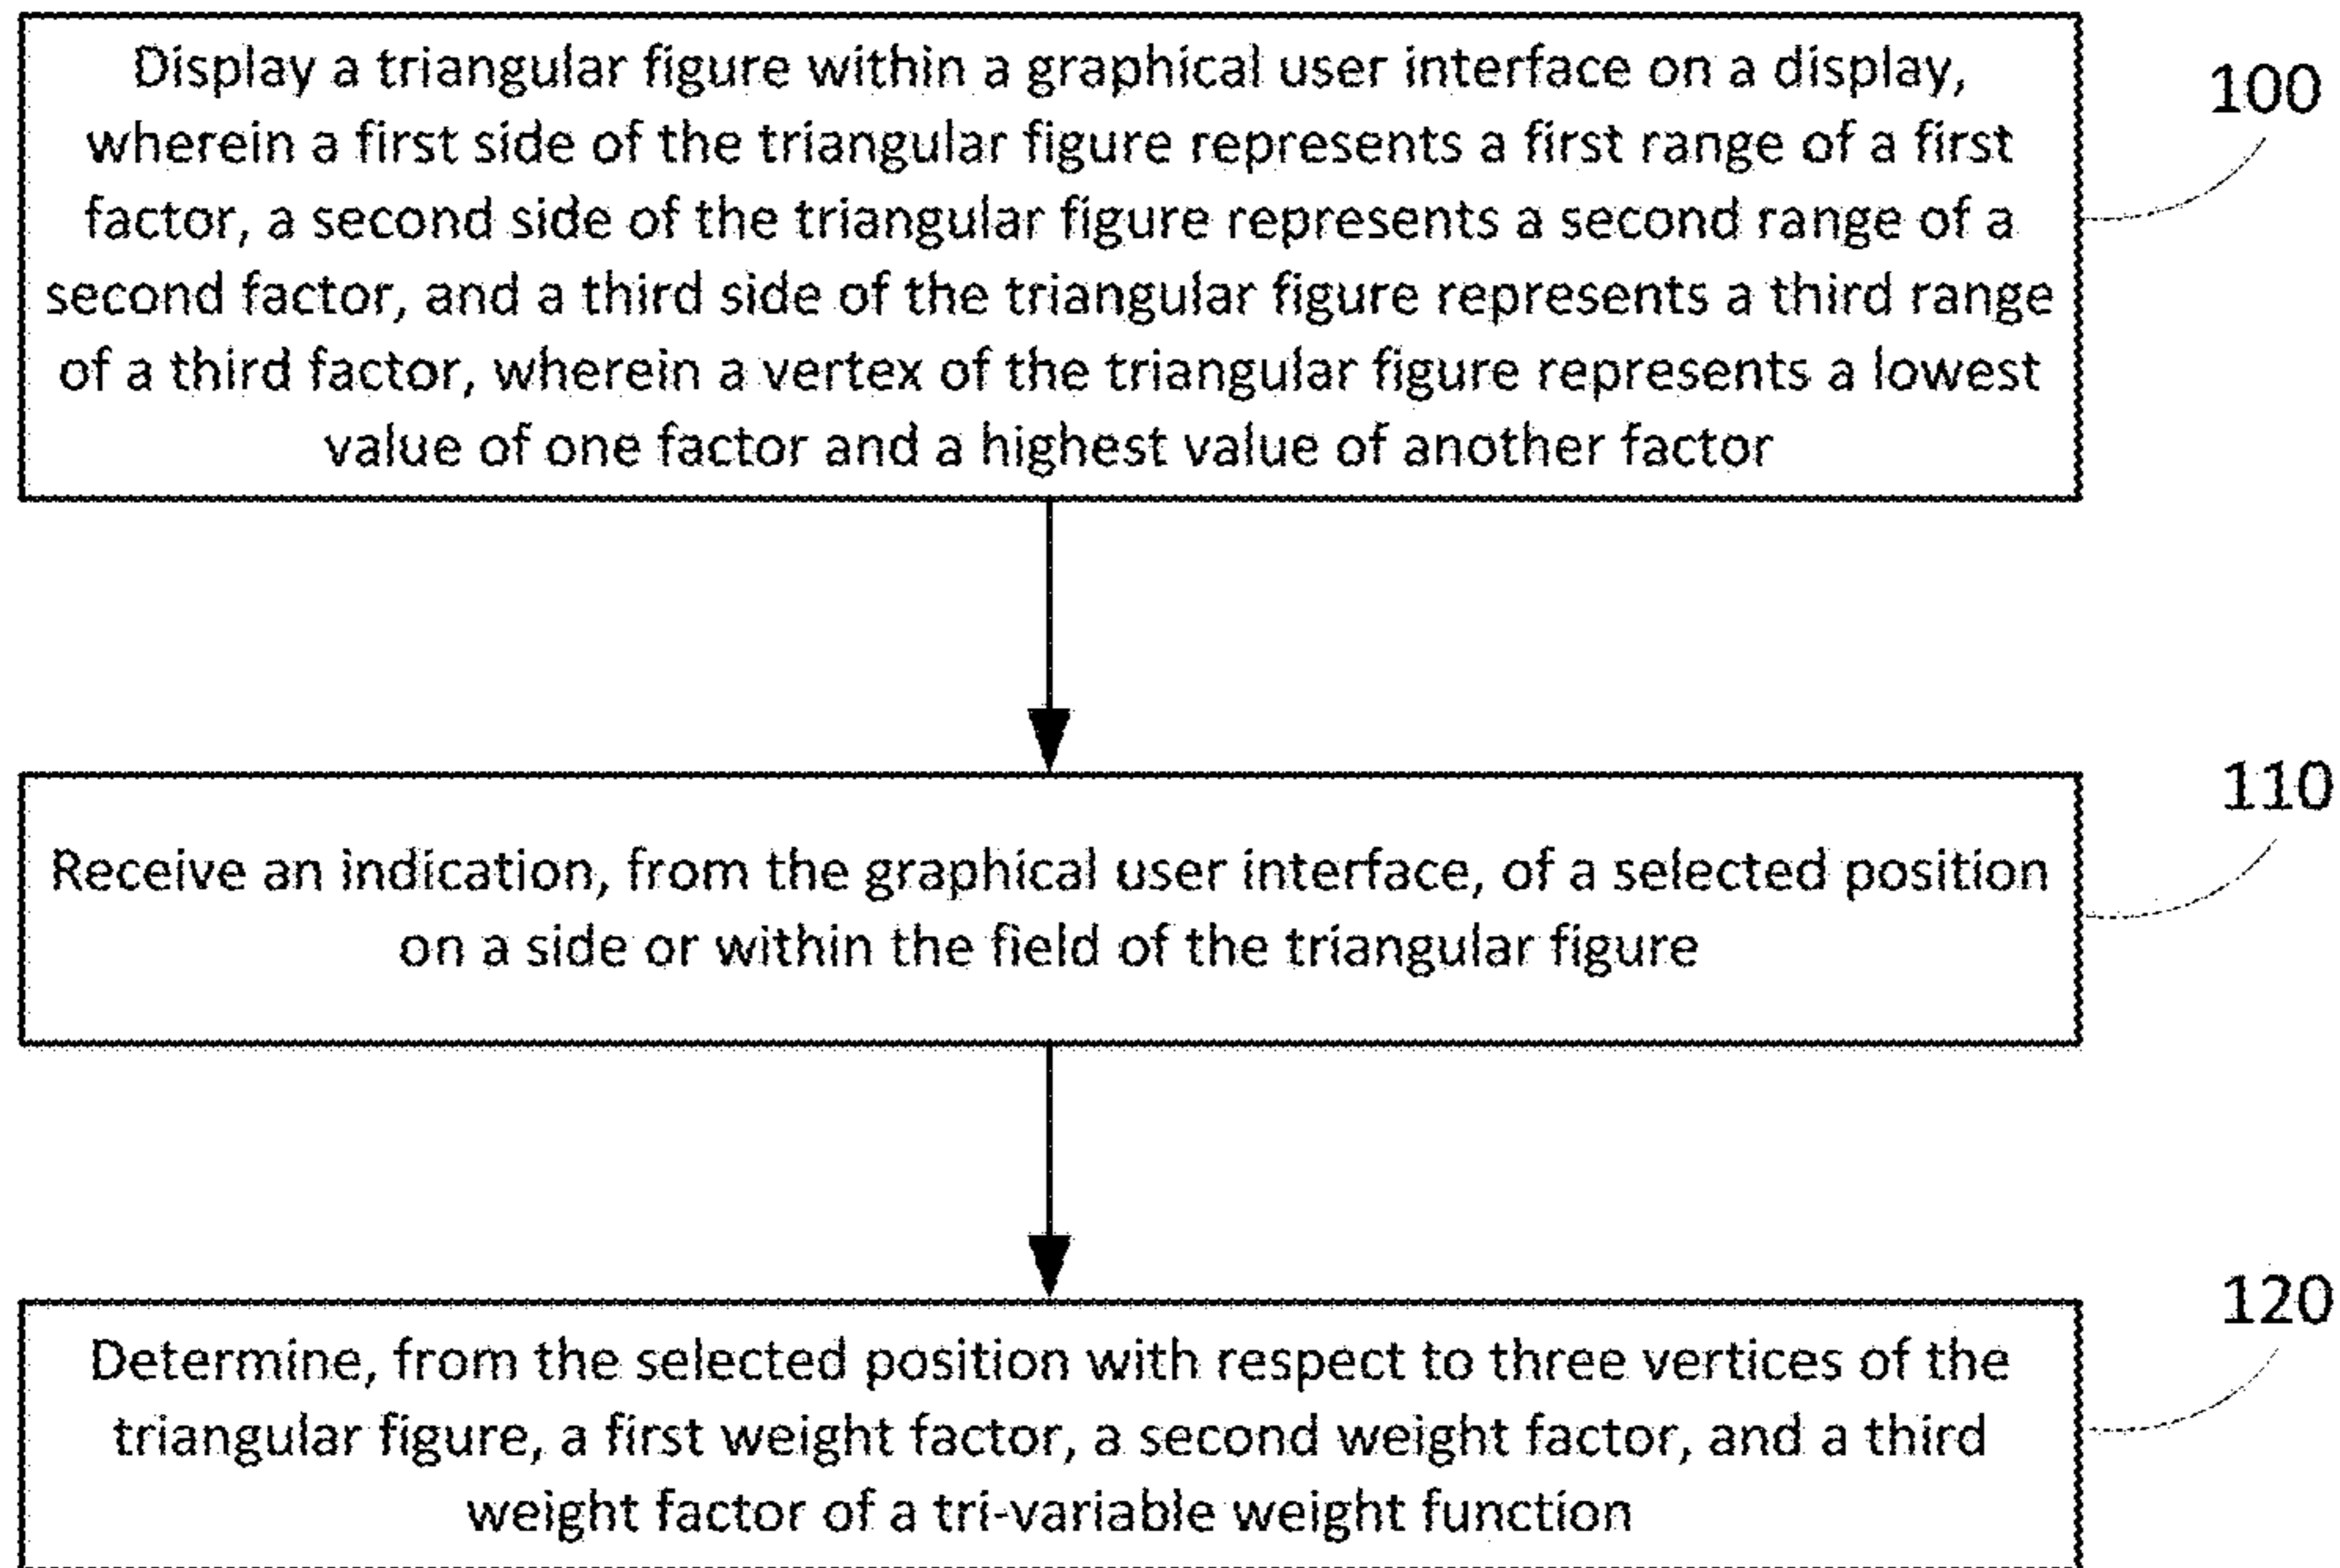 Display a triangular figure within a graphical user interface on a display,
100
wherein a first side of the triangular figure represents a first range of a first
factor, a second side of the triangular figure represents a second range of a
second factor, and a third side of the triangular figure represents a third range
of a third factor, wherein a vertex of the triangular figure represents a lowest
value of one factor and a highest value of another factor
110
Receive an indication, from the graphical user interface, of a selected position
on a side or within the field of the triangular figure
120
Determine, from the selected position with respect to three vertices of the
triangular figure, a first weight factor, a second weight factor, and a third
weight factor of a tri-variable weight function